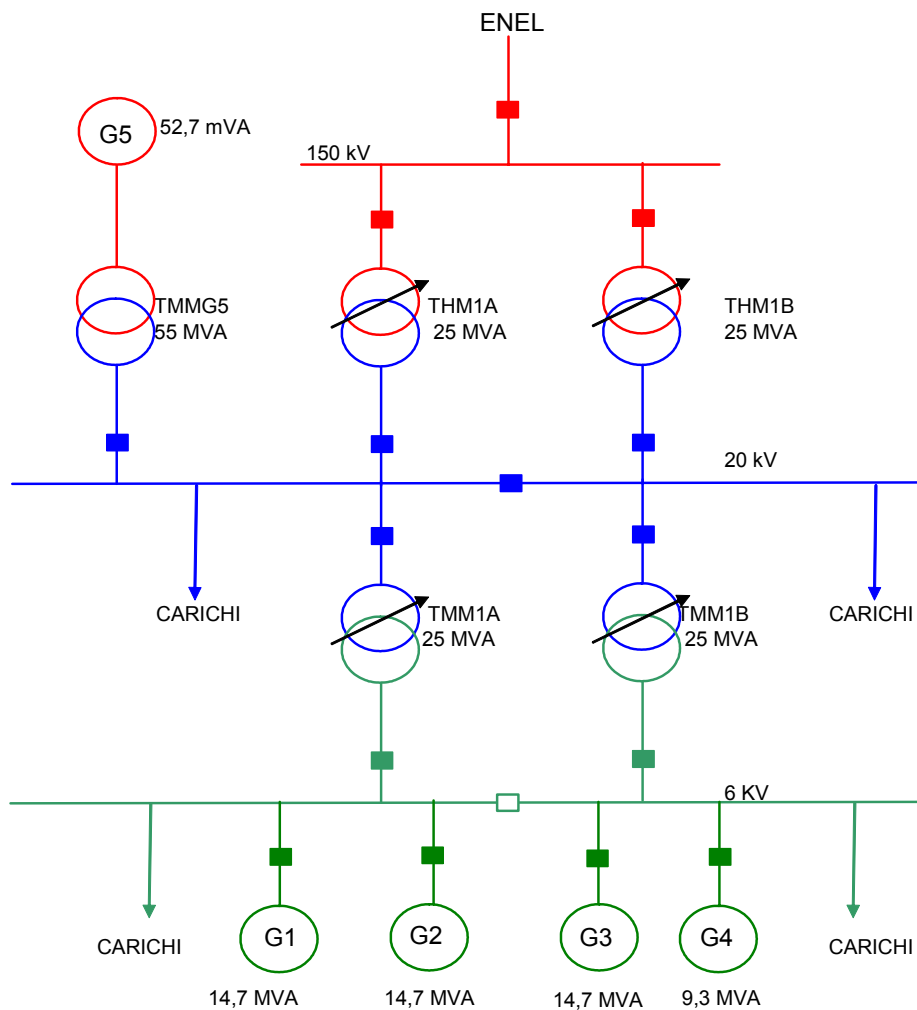 ENEL
G5
52,7 mVA
150 kV
TMMG5
55 MVA
THM1A
25 MVA
THM1B
25 MVA
20 kV
CARICHI
TMM1A
25 MVA
TMM1B
25 MVA
CARICHI
6 KV
CARICHI
G1
G2
G3
G4
CARICHI
14,7 MVA
14,7 MVA
14,7 MVA
9,3 MVA